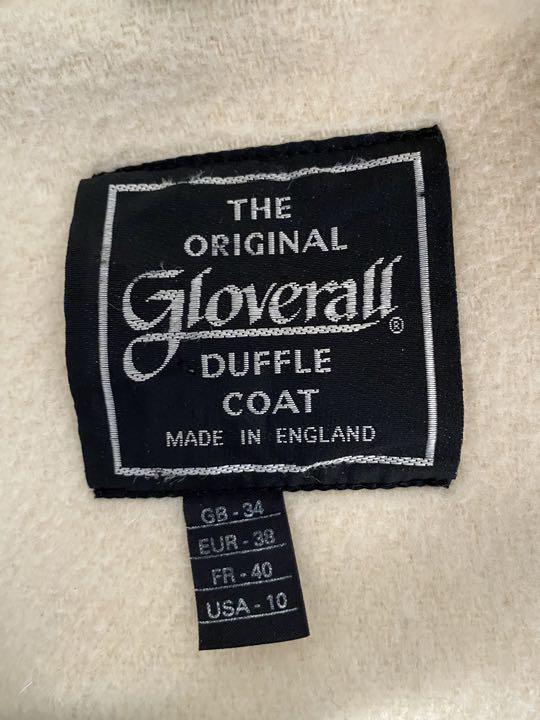 THE
ORIGINAL
Gloverall®
DUFFLE
COAT
MADE IN ENGLAND
GB - 34
EUR - 38
FR - 40
USA - 10